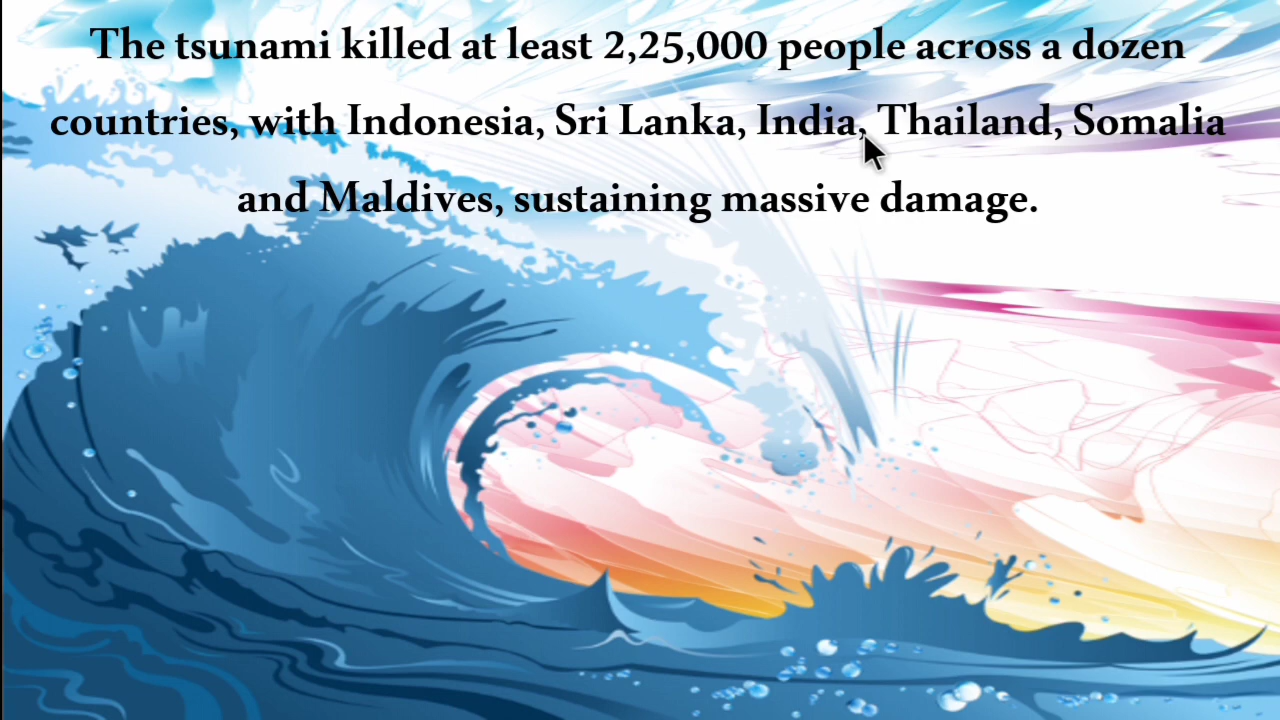 The tsunami killed at least 2,25,000 people across a dozen
countries, with Indonesia, Sri Lanka, India, Thailand, Somalia
and Maldives, sustaining massive damage.